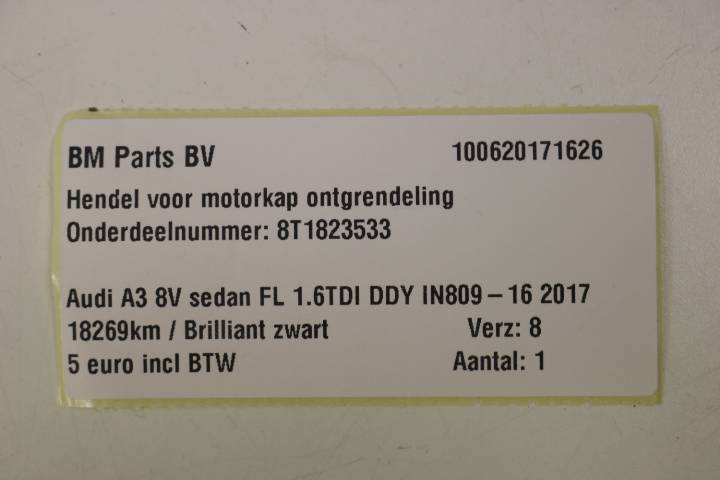 BM Parts BV 100620171626
Hendel voor motorkap ontgrendeling
Onderdeelnummer: 8T1823533
Audi A3 8V sedan FL 1.6TDI DDY IN809 – 16 2017
18269km / Brilliant zwart Verz: 8
5 euro incl BTW Aantal: 1